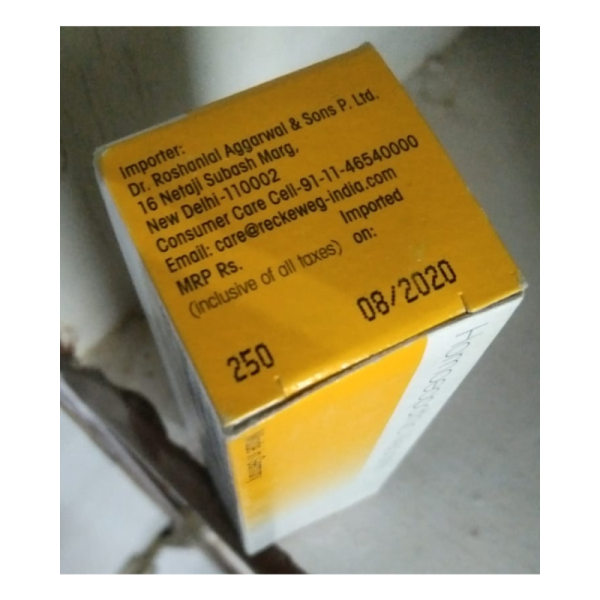 Importer:
Dr. Roshanlal Aggarwal & Sons P. Ltd.
16 Netaji Subash Marg,
New Delhi-110002
Consumer Care Cell-91-11-46540000
Email: care@reckeweg-india.com
MRP Rs. Imported
(inclusive of all taxes) on:
250 08/2020